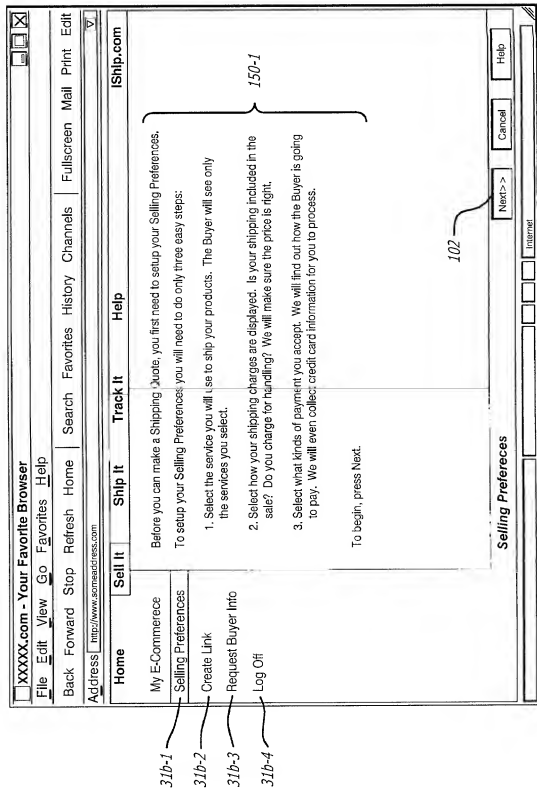 XXXXX.com - Your Favorite Browser
File Edit View Go Favorites Help
Back Forward Stop Refresh Home Search Favorites History Channels Fullscreen Mail Print Edit
Address http://www.someaddress.com
Home Sell It Ship It Track It Help IShip.com
My E-Commerece
Selling Preferences
Create Link
Request Buyer Info
Log Off
31b-1
31b-2
31b-3
31b-4
Before you can make a Shipping Quote, you first need to setup your Selling Preferences.
To setup your Selling Preferences you will need to do only three easy steps:
1. Select the service you will use to ship your products. The Buyer will see only
the services you select.
2. Select how your shipping charges are displayed. Is your shipping included in the
sale? Do you charge for handling? We will make sure the price is right.
3. Select what kinds of payment you accept. We will find out how the Buyer is going
to pay. We will even collect credit card information for you to process.
To begin, press Next.
150-1
102
Selling Prefereces
Next>> Cancel Help
Internet